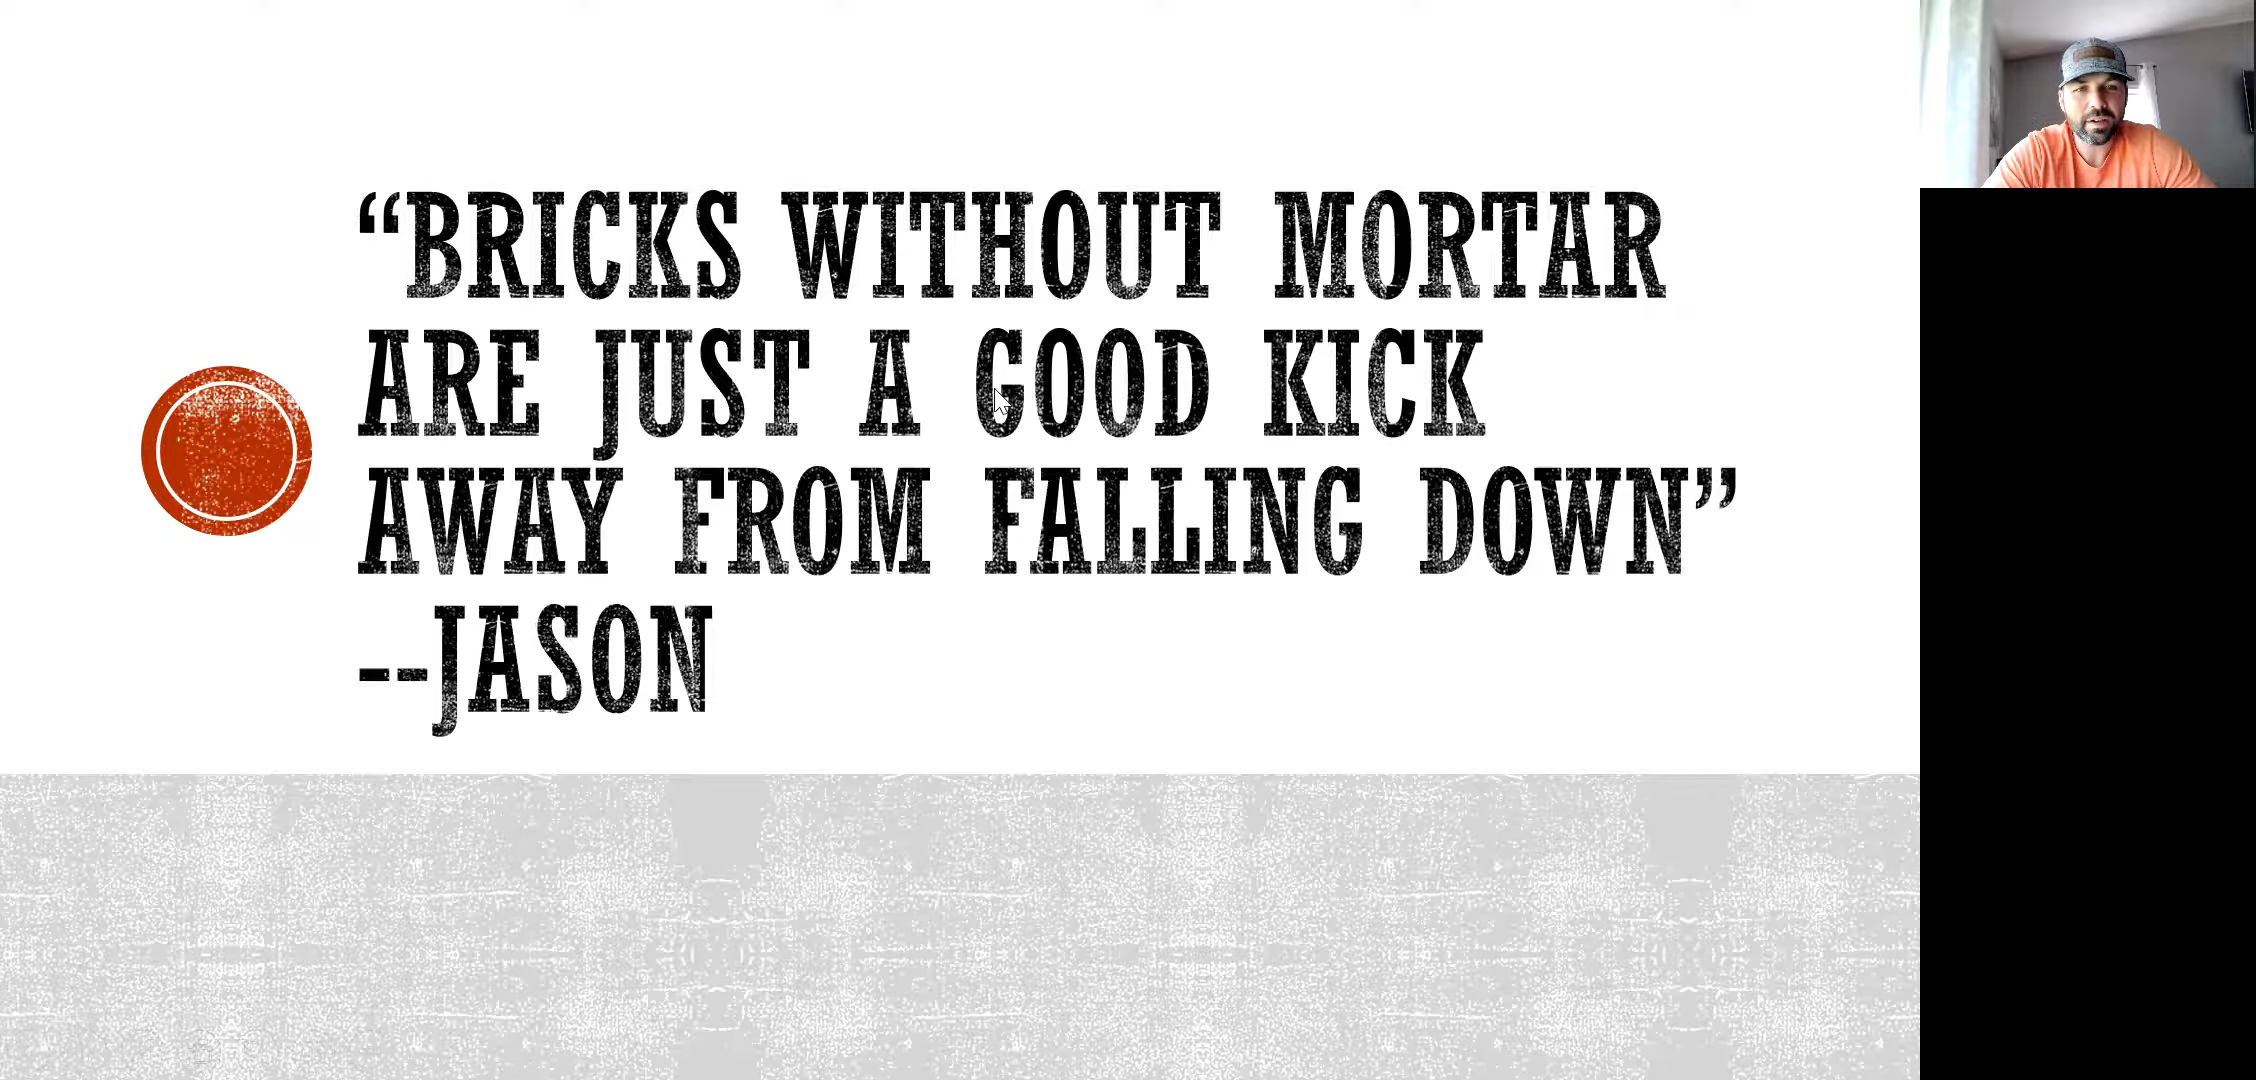 “BRICKS WITHOUT MORTAR
ARE JUST A GOOD KICK
AWAY FROM FALLING DOWN”
--JASON